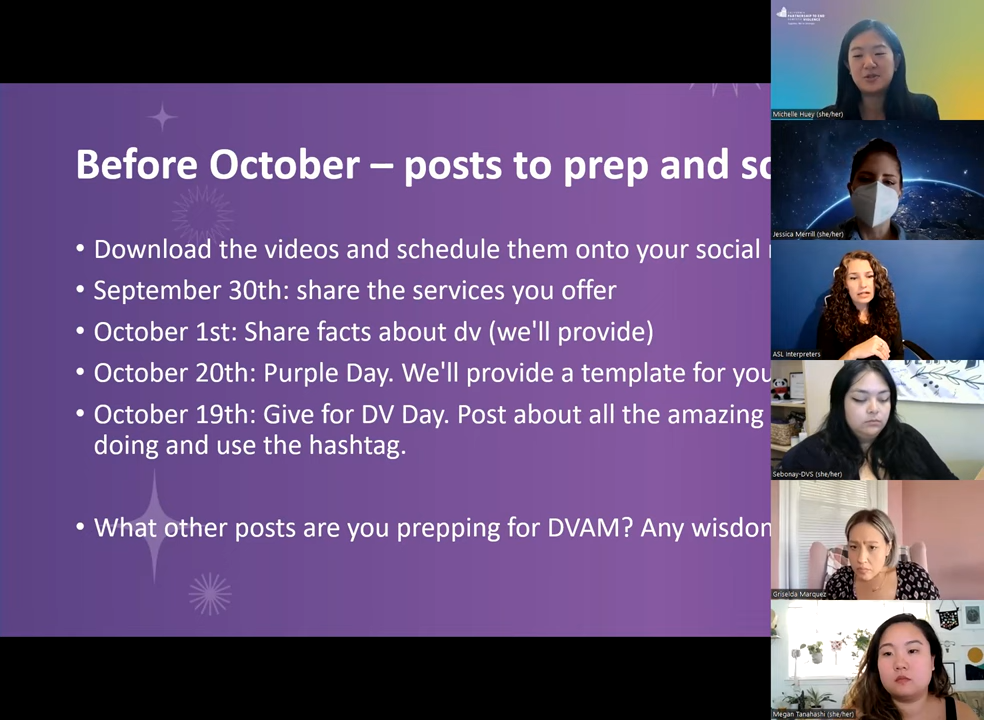 Before October – posts to prep and sc
• Download the videos and schedule them onto your social
• September 30th: share the services you offer
• October 1st: Share facts about dv (we'll provide)
• October 20th: Purple Day. We'll provide a template for you
• October 19th: Give for DV Day. Post about all the amazing
doing and use the hashtag.
• What other posts are you prepping for DVAM? Any wisdom
PARTNERSHIP TO END
Michelle Huey (she/her)
Jessica Merrill (she/her)
ASL Interpreters
Sebonay-DVS (she/her)
Griselda Marquez
Megan Tanahashi (she/her)